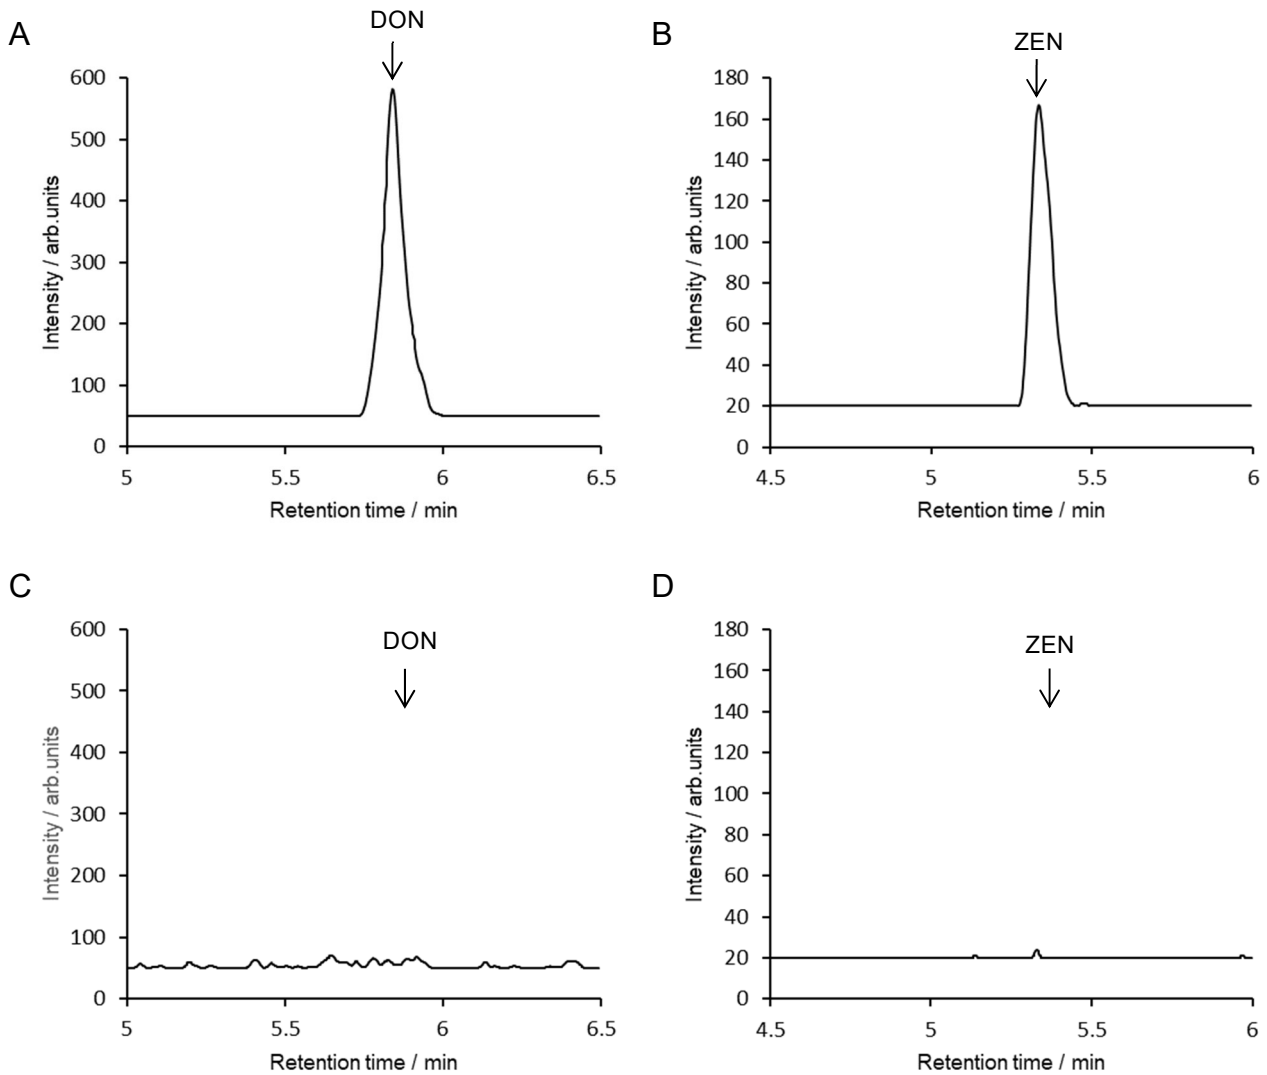 A
DON
600
500
400
300
200
100
0
Intensity / arb.units
5 5.5 6 6.5
Retention time / min
B
ZEN
180
160
140
120
100
80
60
40
20
0
Intensity / arb.units
4.5 5 5.5 6
Retention time / min
C
DON
600
500
400
300
200
100
0
Intensity / arb.units
5 5.5 6 6.5
Retention time / min
D
ZEN
180
160
140
120
100
80
60
40
20
0
Intensity / arb.units
4.5 5 5.5 6
Retention time / min